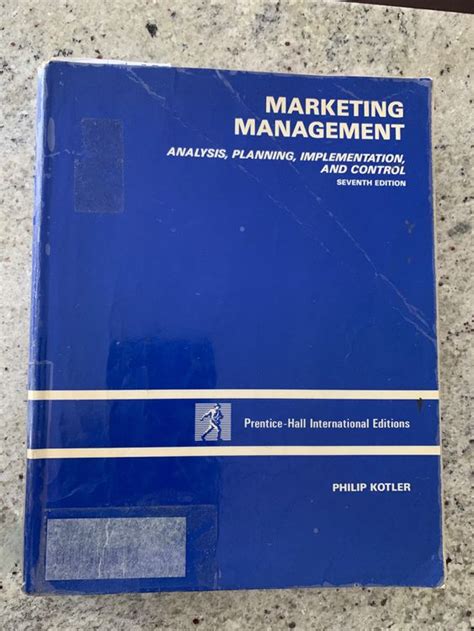 MARKETING
MANAGEMENT
ANALYSIS, PLANNING, IMPLEMENTATION,
AND CONTROL
SEVENTH EDITION
Prentice-Hall International Editions
PHILIP KOTLER